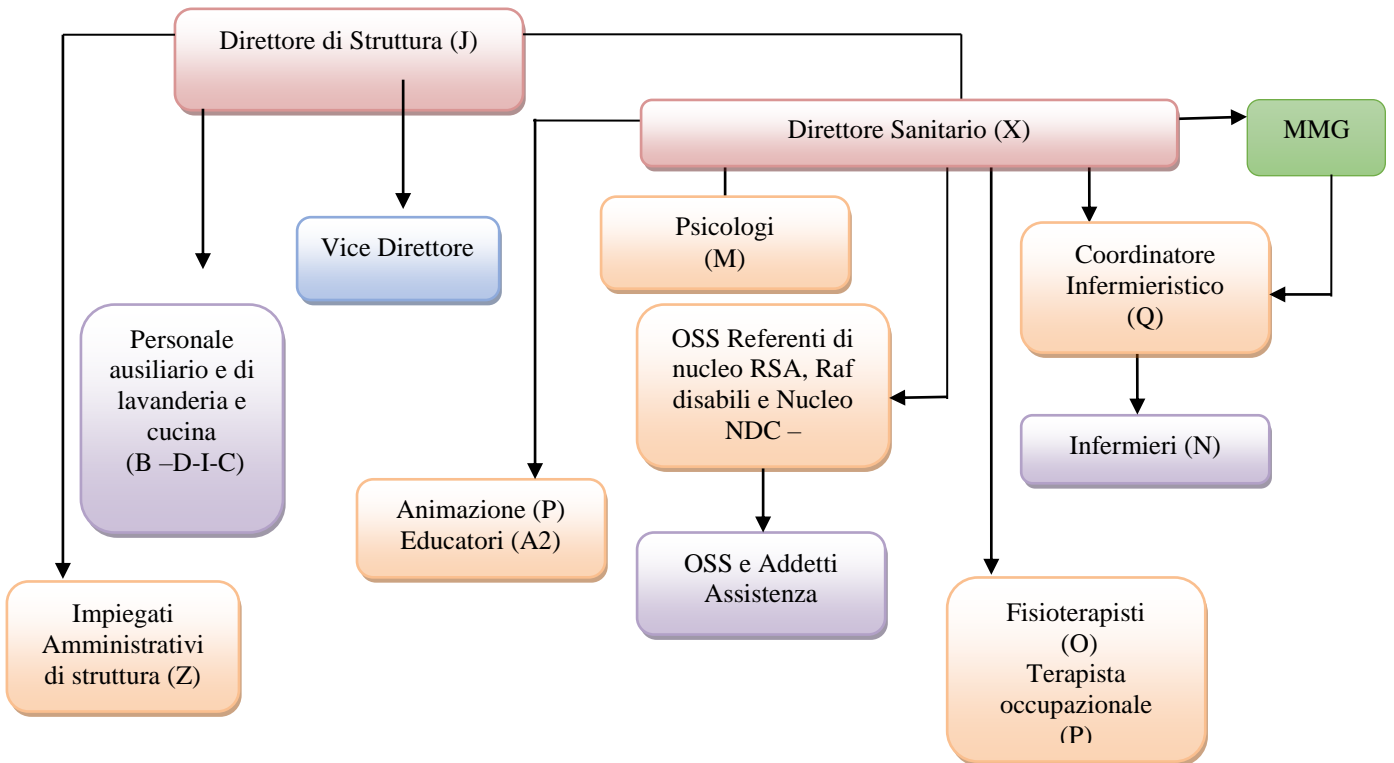 Direttore di Struttura (J)
Direttore Sanitario (X)
MMG
Vice Direttore
Psicologi
(M)
Coordinatore
Infermieristico
(Q)
Personale
ausiliario e di
lavanderia e
cucina
(B –D-I-C)
OSS Referenti di
nucleo RSA, Raf
disabili e Nucleo
NDC –
Infermieri (N)
Animazione (P)
Educatori (A2)
OSS e Addetti
Assistenza
Impiegati
Amministrativi
di struttura (Z)
Fisioterapisti
(O)
Terapista
occupazionale
(P)